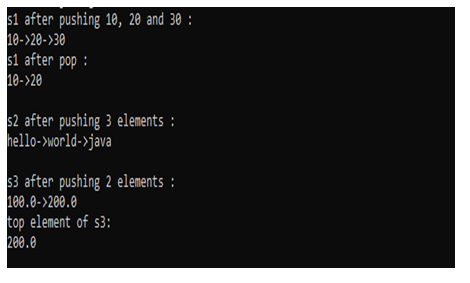 s1 after pushing 10, 20 and 30 :
10->20->30
s1 after pop :
10->20
s2 after pushing 3 elements :
hello->world->java
s3 after pushing 2 elements :
100.0->200.0
top element of s3:
200.0